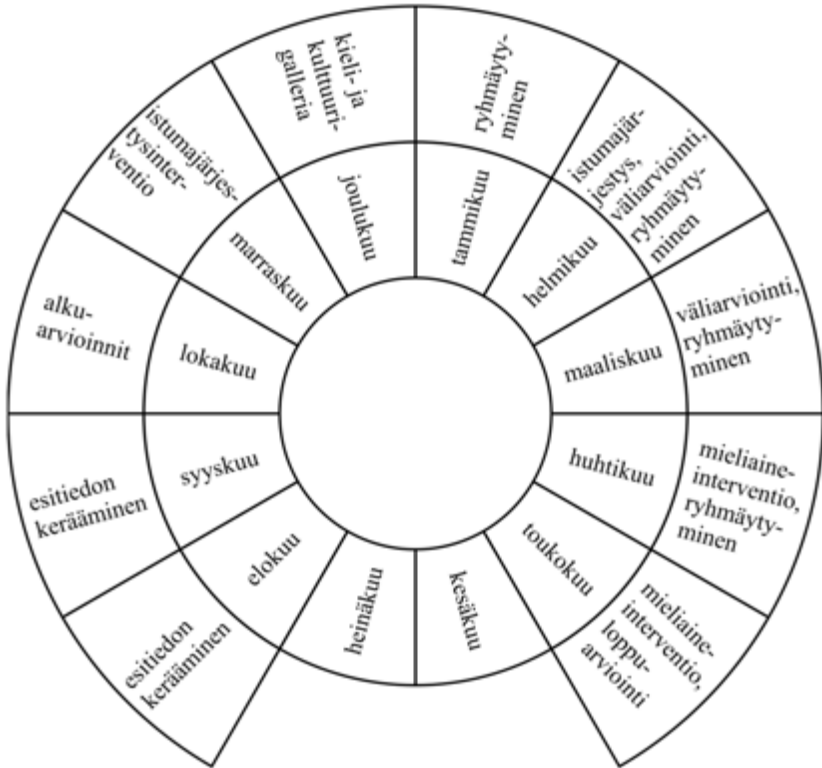 kieli- ja
kulttuuri-
galleria
ryhmäyty-
minen
istumajär-
jestys,
väliarviointi,
ryhmäyty-
minen
väliarviointi,
ryhmäyty-
minen
mieliaine-
interventio,
ryhmäyty-
minen
mieliaine-
interventio,
loppu-
arviointi
esitiedon
kerääminen
esitiedon
kerääminen
alku-
arvioinnit
istumajärjes-
tysinter-
ventio
joulukuu
tammikuu
helmikuu
maaliskuu
huhtikuu
toukokuu
kesäkuu
heinäkuu
elokuu
syyskuu
lokakuu
marraskuu